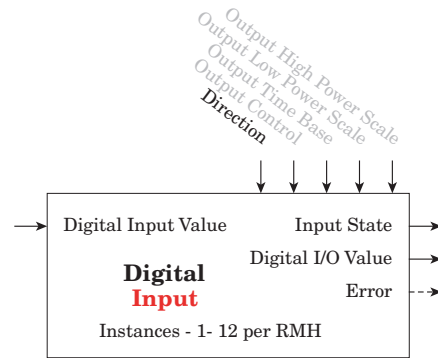 Output High Power Scale
Output Low Power Scale
Output Time Base
Output Control
Direction
Digital Input Value
Input State
Digital I/O Value
Error
Digital
Input
Instances - 1- 12 per RMH